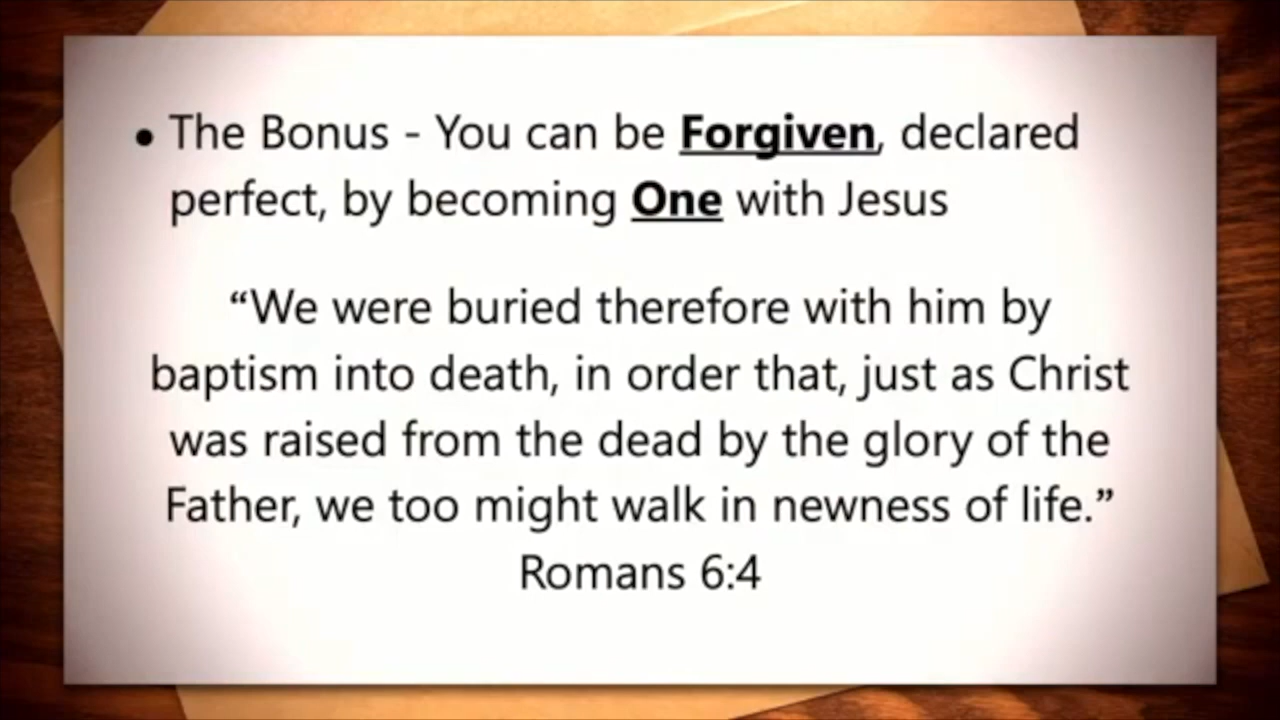 • The Bonus - You can be Forgiven, declared
perfect, by becoming One with Jesus
“We were buried therefore with him by
baptism into death, in order that, just as Christ
was raised from the dead by the glory of the
Father, we too might walk in newness of life.”
Romans 6:4